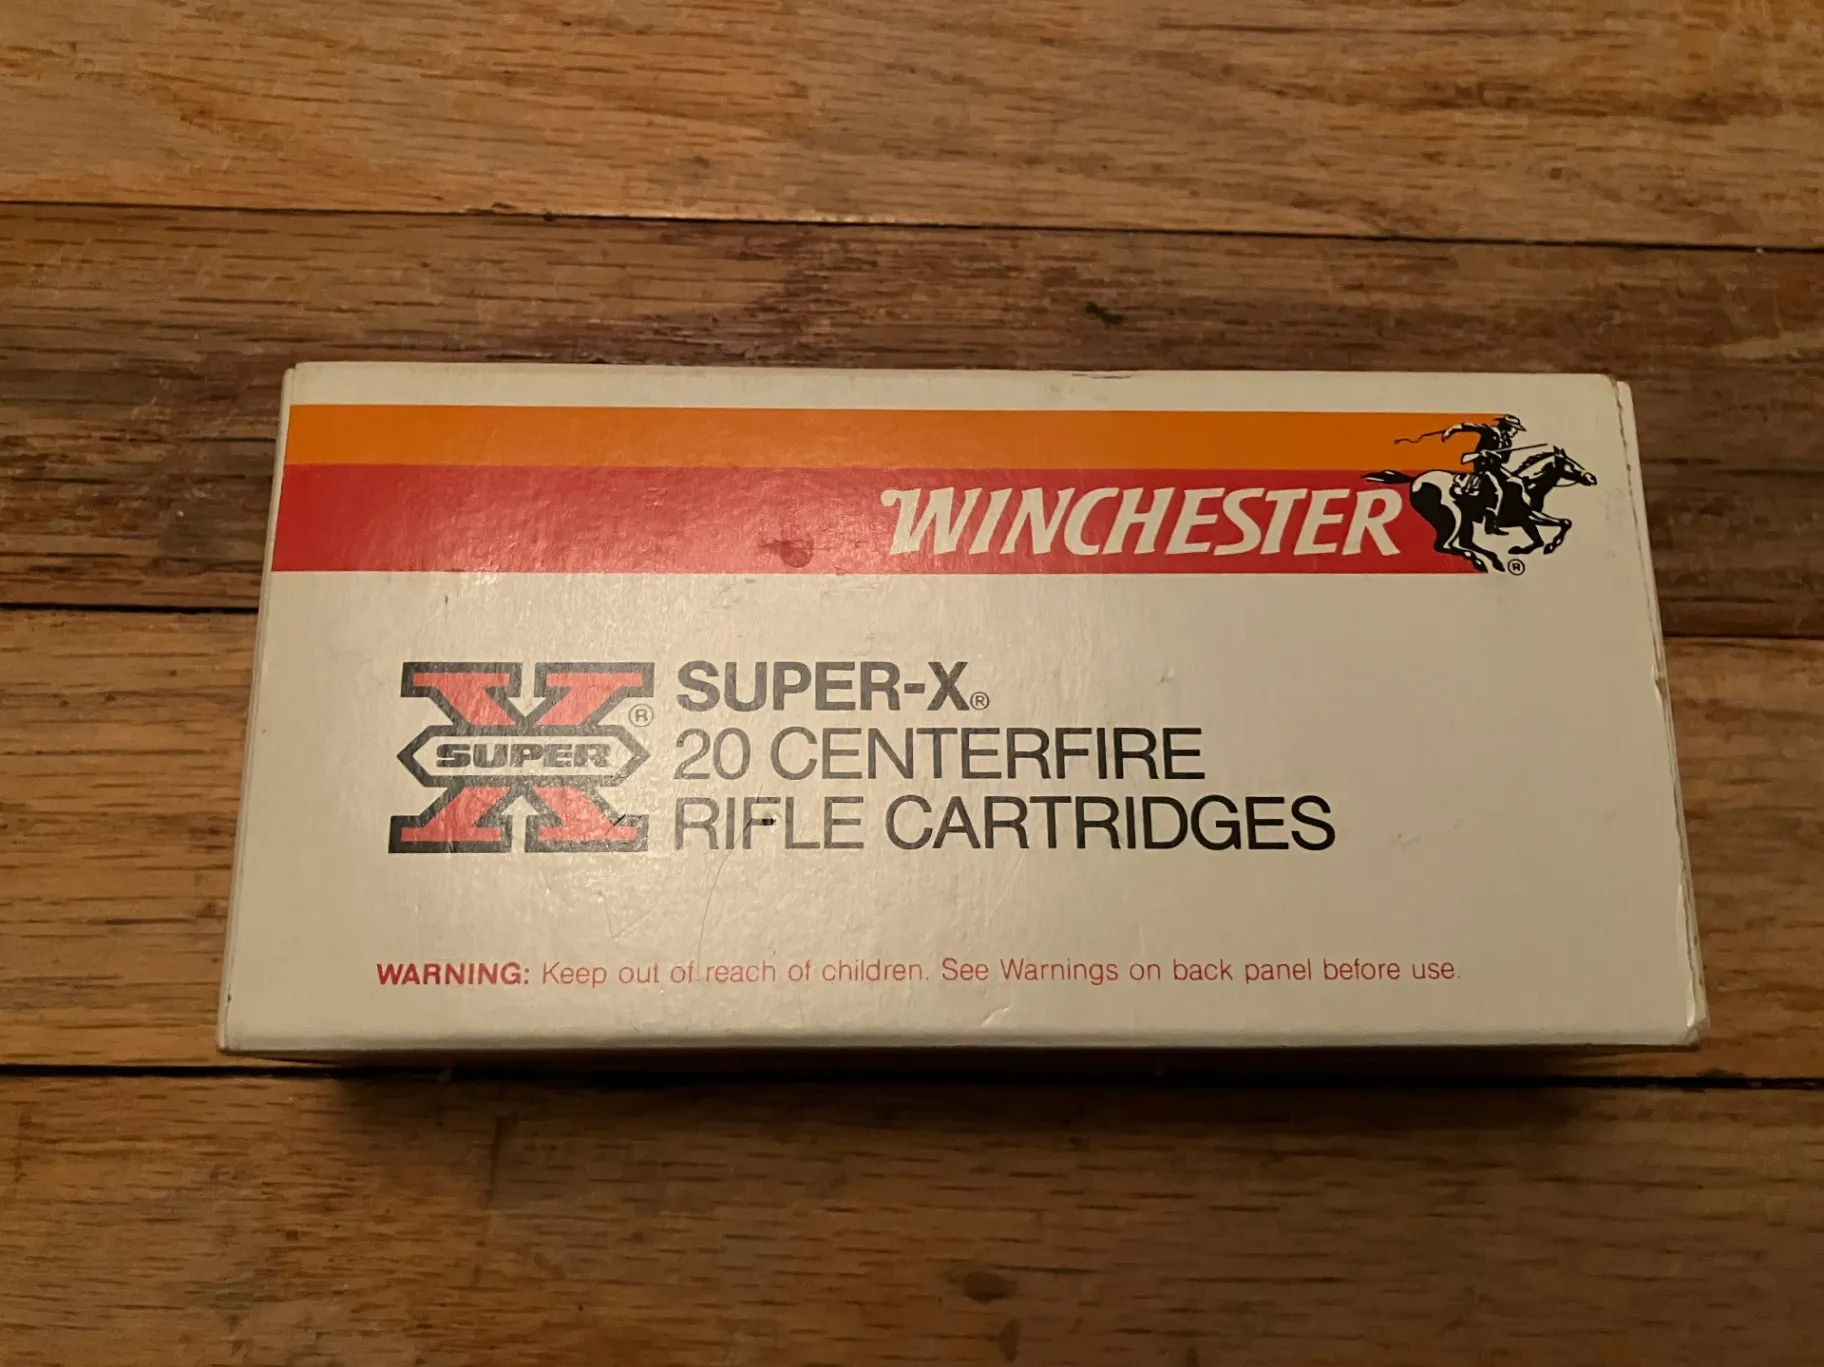 WINCHESTER
®
SUPER ®
SUPER-X®
20 CENTERFIRE
RIFLE CARTRIDGES
WARNING: Keep out of reach of children. See Warnings on back panel before use.